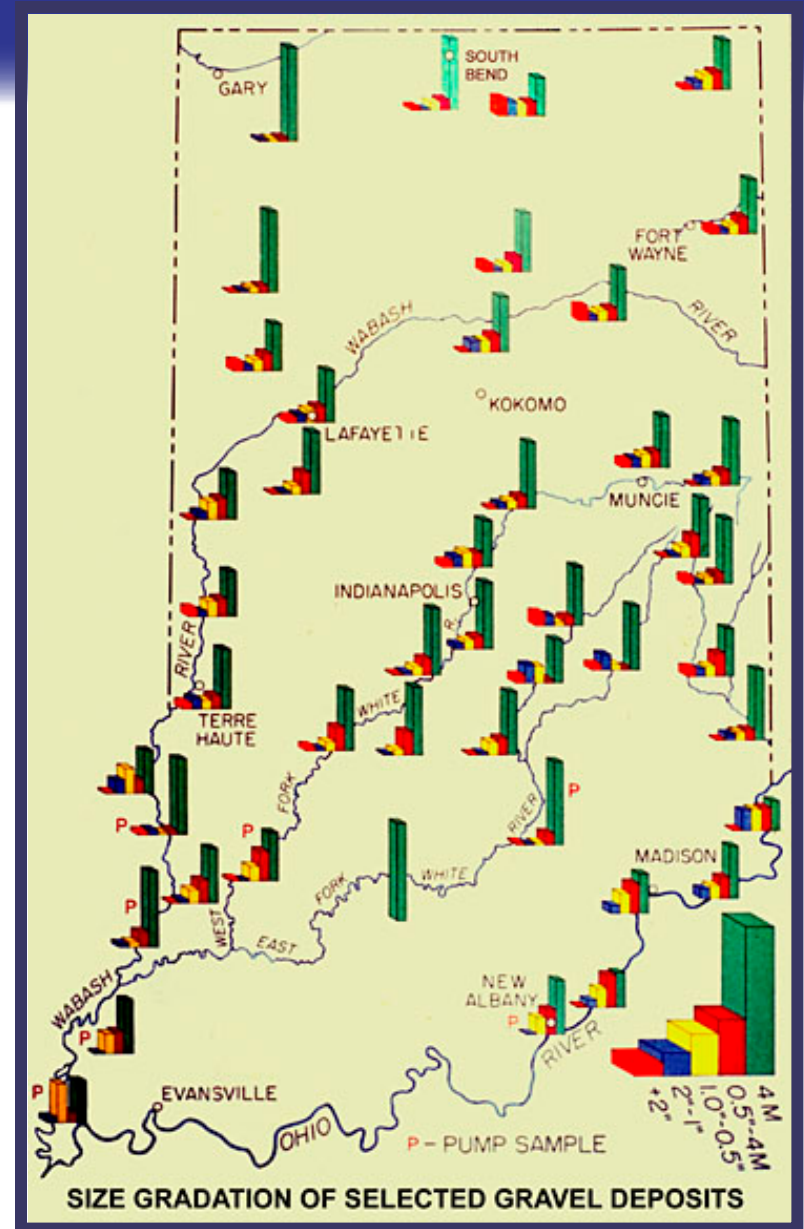 SOUTH
BEND
GARY
FORT
WAYNE
WABASH
RIVER
KOKOMO
LAFAYETTE
MUNCIE
INDIANAPOLIS
R.
RIVER
WHITE
TERRE
HAUTE
FORK
P
P
P
RIVER
MADISON
WHITE
FORK
P
WEST
EAST
NEW
ALBANY
P
WABASH
P
RIVER
P
EVANSVILLE
OHIO
P - PUMP SAMPLE
+2"
2"-1"
1.0"-0.5"
0.5"-4M
4M
SIZE GRADATION OF SELECTED GRAVEL DEPOSITS